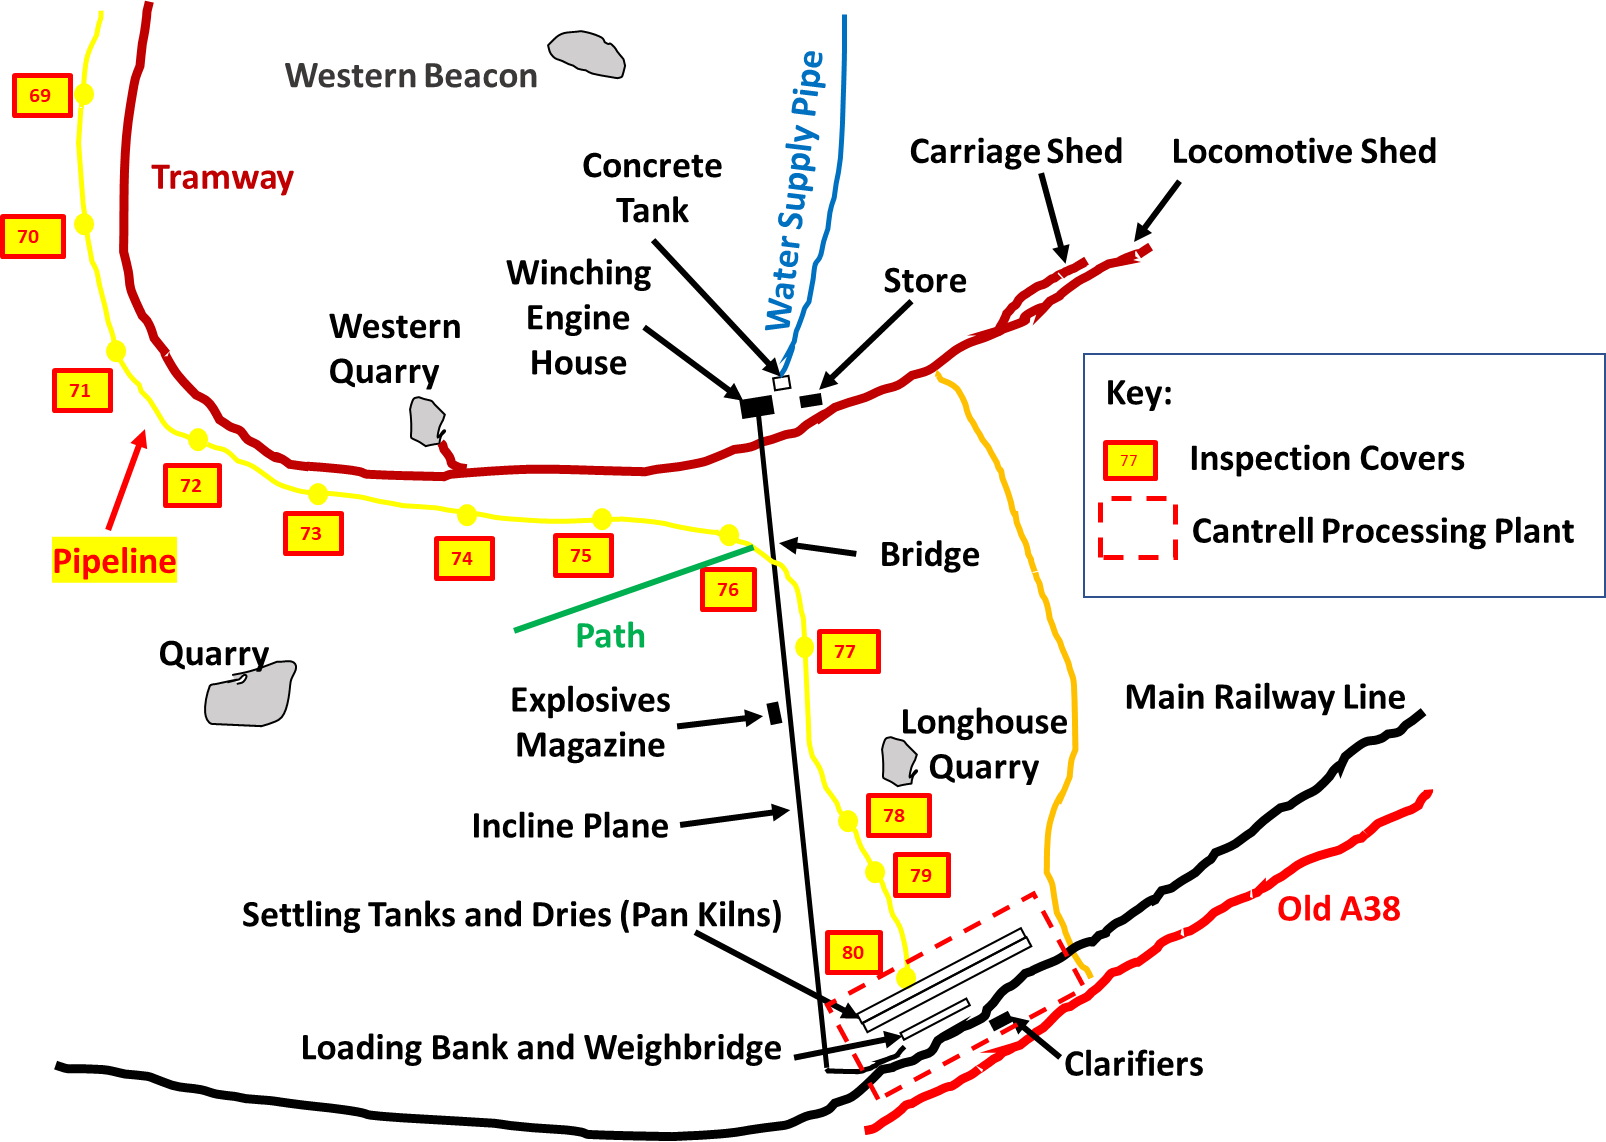 69
Western Beacon
Water Supply Pipe
Carriage Shed
Locomotive Shed
Concrete
Tank
Tramway
70
Winching
Engine
House
Store
Western
Quarry
71
Key:
77
Inspection Covers
72
73
74
75
76
Cantrell Processing Plant
Pipeline
Bridge
Path
Quarry
77
Explosives
Magazine
Longhouse
Quarry
Main Railway Line
78
Incline Plane
79
Settling Tanks and Dries (Pan Kilns)
Old A38
80
Loading Bank and Weighbridge
Clarifiers